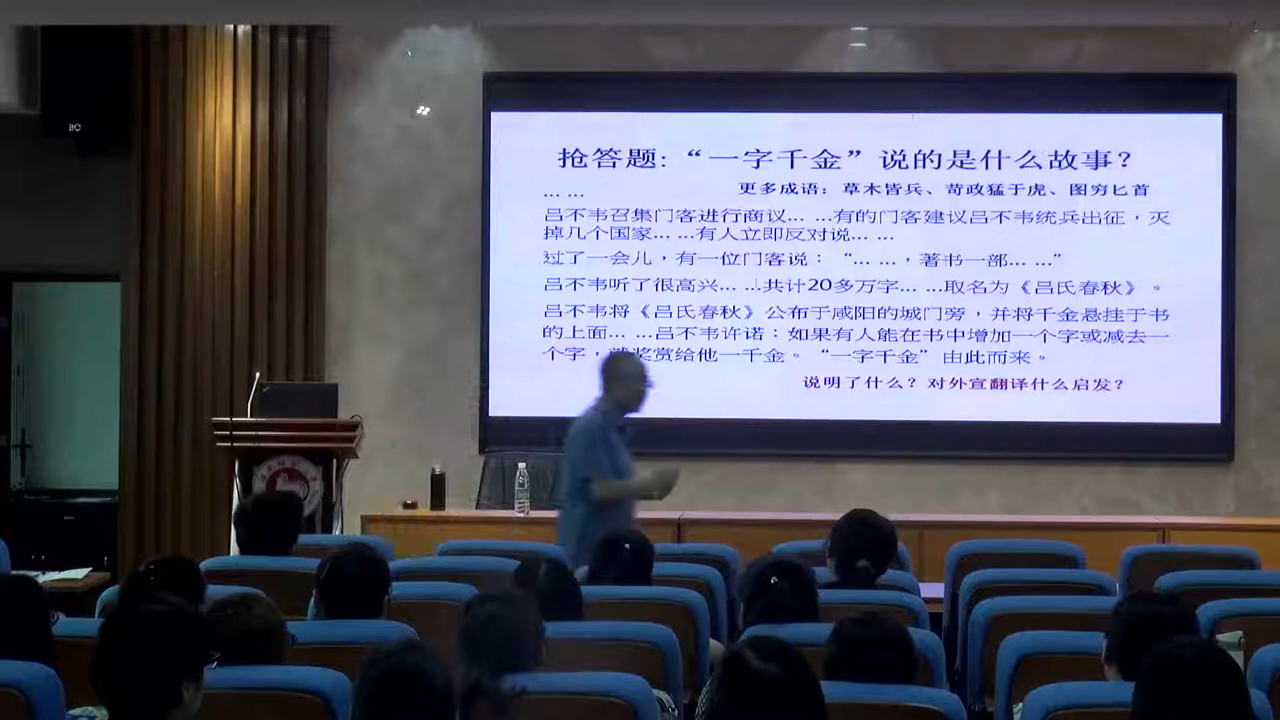 抢答题：“一字千金”说的是什么故事？
… …
更多成语：草木皆兵、苛政猛于虎、图穷匕首
吕不韦召集门客进行商议… …有的门客建议吕不韦统兵出征，灭
掉几个国家… …有人立即反对说… …
过了一会儿，有一位门客说：“… …，著书一部… …”
吕不韦听了很高兴… …共计20多万字… …取名为《吕氏春秋》。
吕不韦将《吕氏春秋》公布于咸阳的城门旁，并将千金悬挂于书
的上面… …吕不韦许诺：如果有人能在书中增加一个字或减去一
个字，就奖赏给他一千金。“一字千金”由此而来。
说明了什么？对外宣翻译什么启发？